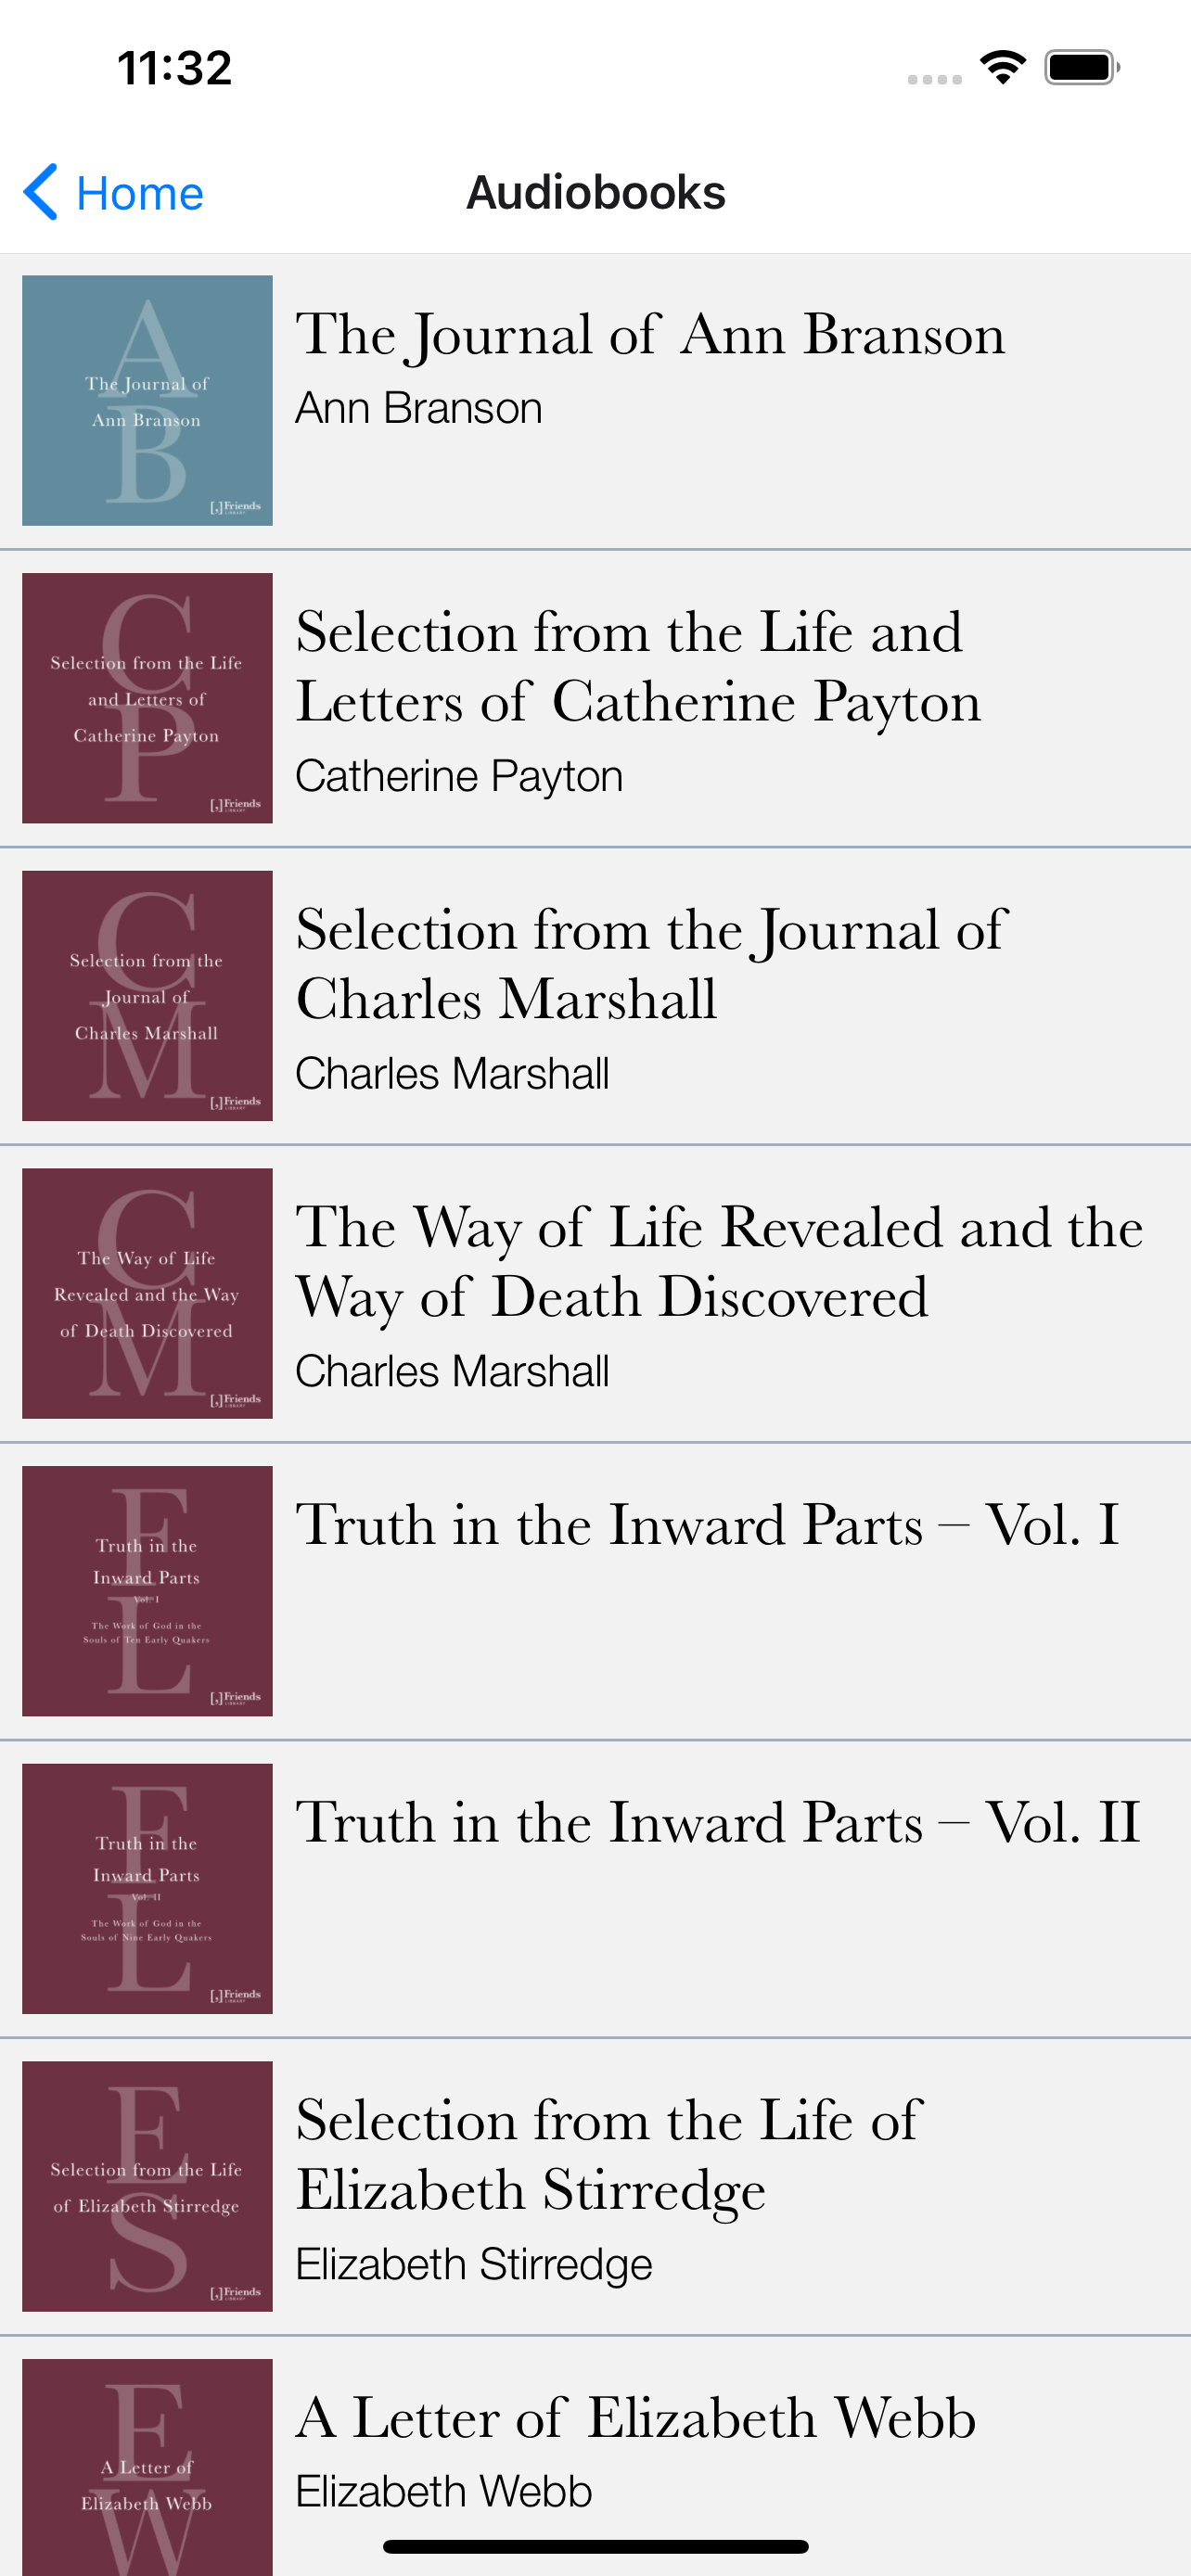 11:32
Home
Audiobooks
A
B
The Journal of
Ann Branson
[,] Friends
LIBRARY
The Journal of Ann Branson
Ann Branson
C
P
Selection from the Life
and Letters of
Catherine Payton
[,] Friends
LIBRARY
Selection from the Life and
Letters of Catherine Payton
Catherine Payton
C
M
Selection from the
Journal of
Charles Marshall
[,] Friends
LIBRARY
Selection from the Journal of
Charles Marshall
Charles Marshall
C
M
The Way of Life
Revealed and the Way
of Death Discovered
[,] Friends
LIBRARY
The Way of Life Revealed and the
Way of Death Discovered
Charles Marshall
F
L
Truth in the
Inward Parts
Vol. I
The Work of God in the
Souls of Ten Early Quakers
[,] Friends
LIBRARY
Truth in the Inward Parts – Vol. I
F
L
Truth in the
Inward Parts
Vol. II
The Work of God in the
Souls of Nine Early Quakers
[,] Friends
LIBRARY
Truth in the Inward Parts – Vol. II
E
S
Selection from the Life
of Elizabeth Stirredge
[,] Friends
LIBRARY
Selection from the Life of
Elizabeth Stirredge
Elizabeth Stirredge
E
W
A Letter of
Elizabeth Webb
A Letter of Elizabeth Webb
Elizabeth Webb